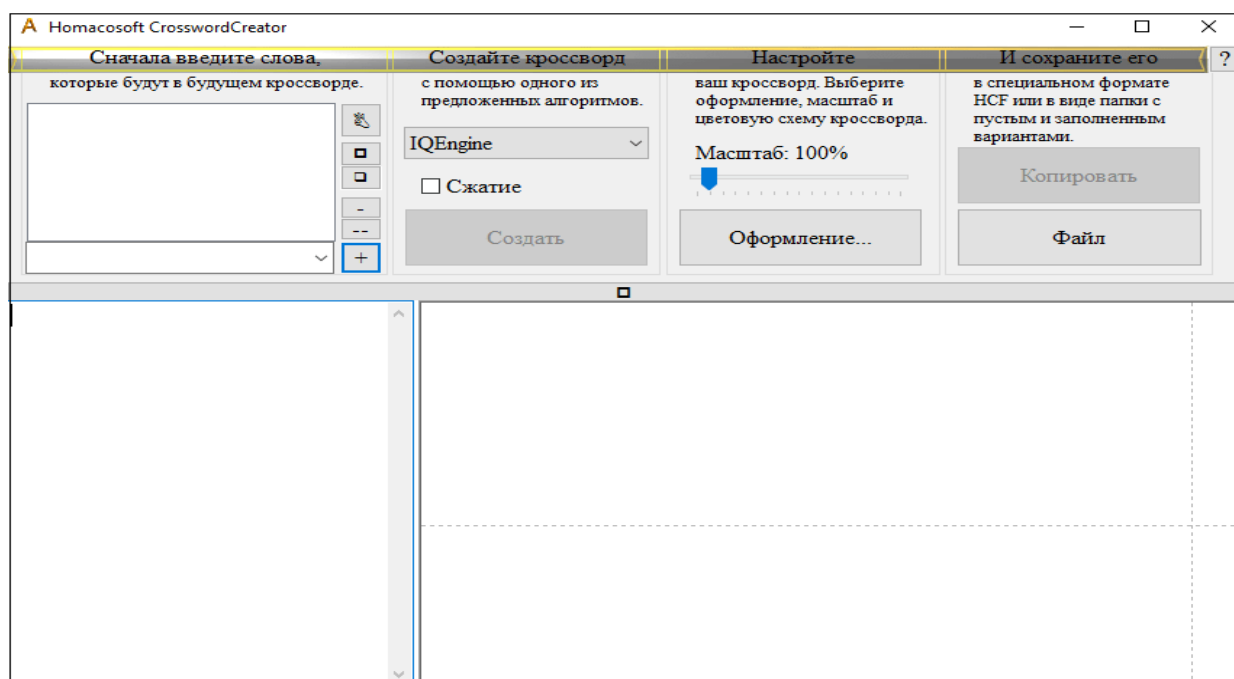 Homacosoft CrosswordCreator
Сначала введите слова,
которые будут в будущем кроссворде.
-
--
+
Создайте кроссворд
с помощью одного из
предложенных алгоритмов.
IQEngine
Сжатие
Создать
Настройте
ваш кроссворд. Выберите
оформление, масштаб и
цветовую схему кроссворда.
Масштаб: 100%
Оформление...
И сохраните его
в специальном формате
HCF или в виде папки с
пустым и заполненным
вариантами.
Копировать
Файл
?